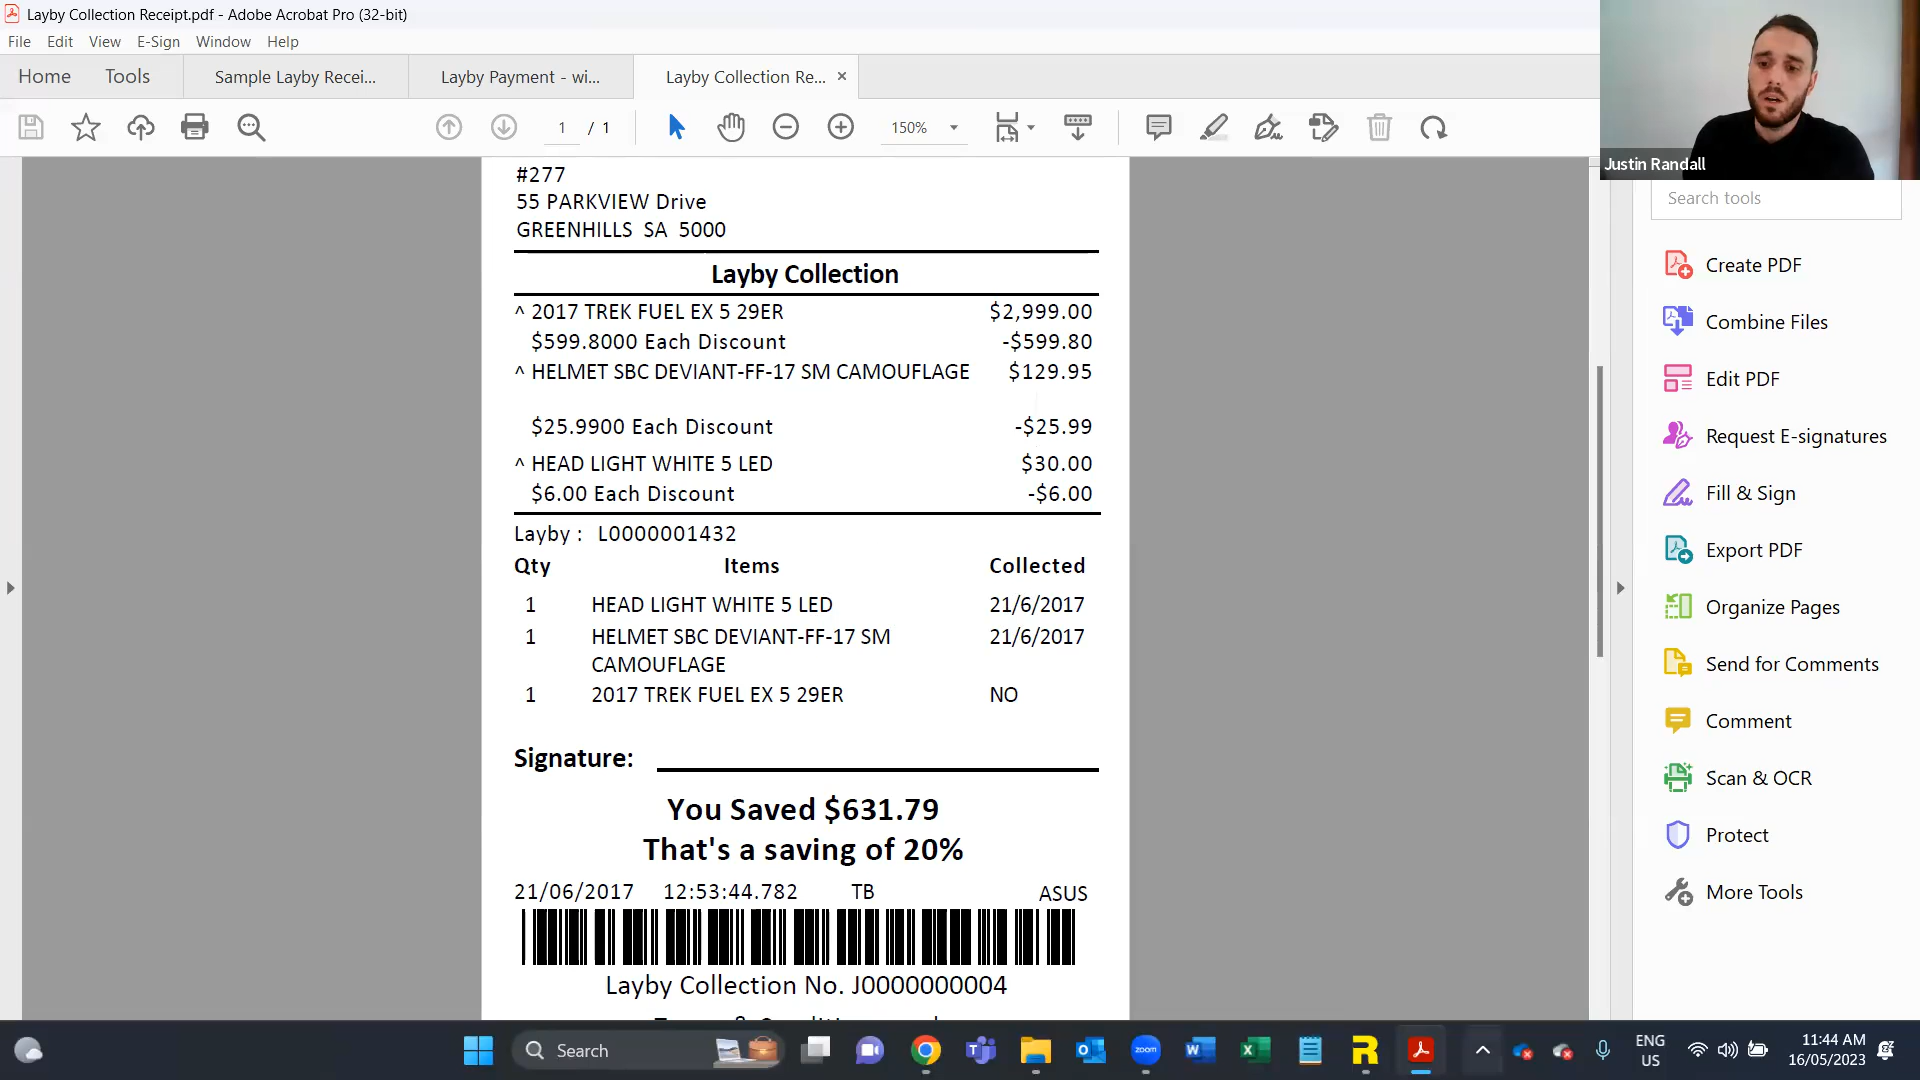 Layby Collection Receipt.pdf - Adobe Acrobat Pro (32-bit)
File Edit View E-Sign Window Help
Home Tools Sample Layby Recei... Layby Payment - wi... Layby Collection Re... ×
1 / 1 150%
Justin Randall
Search tools
Create PDF
Combine Files
Edit PDF
Request E-signatures
Fill & Sign
Export PDF
Organize Pages
Send for Comments
Comment
Scan & OCR
Protect
More Tools
#277
55 PARKVIEW Drive
GREENHILLS SA 5000
Layby Collection
^ 2017 TREK FUEL EX 5 29ER $2,999.00
$599.8000 Each Discount -$599.80
^ HELMET SBC DEVIANT-FF-17 SM CAMOUFLAGE $129.95
$25.9900 Each Discount -$25.99
^ HEAD LIGHT WHITE 5 LED $30.00
$6.00 Each Discount -$6.00
Layby : L0000001432
Qty Items Collected
1 HEAD LIGHT WHITE 5 LED 21/6/2017
1 HELMET SBC DEVIANT-FF-17 SM 21/6/2017
CAMOUFLAGE
1 2017 TREK FUEL EX 5 29ER NO
Signature:
You Saved $631.79
That's a saving of 20%
21/06/2017 12:53:44.782 TB ASUS
Layby Collection No. J0000000004
Search
zoom
ENG
US
11:44 AM
16/05/2023